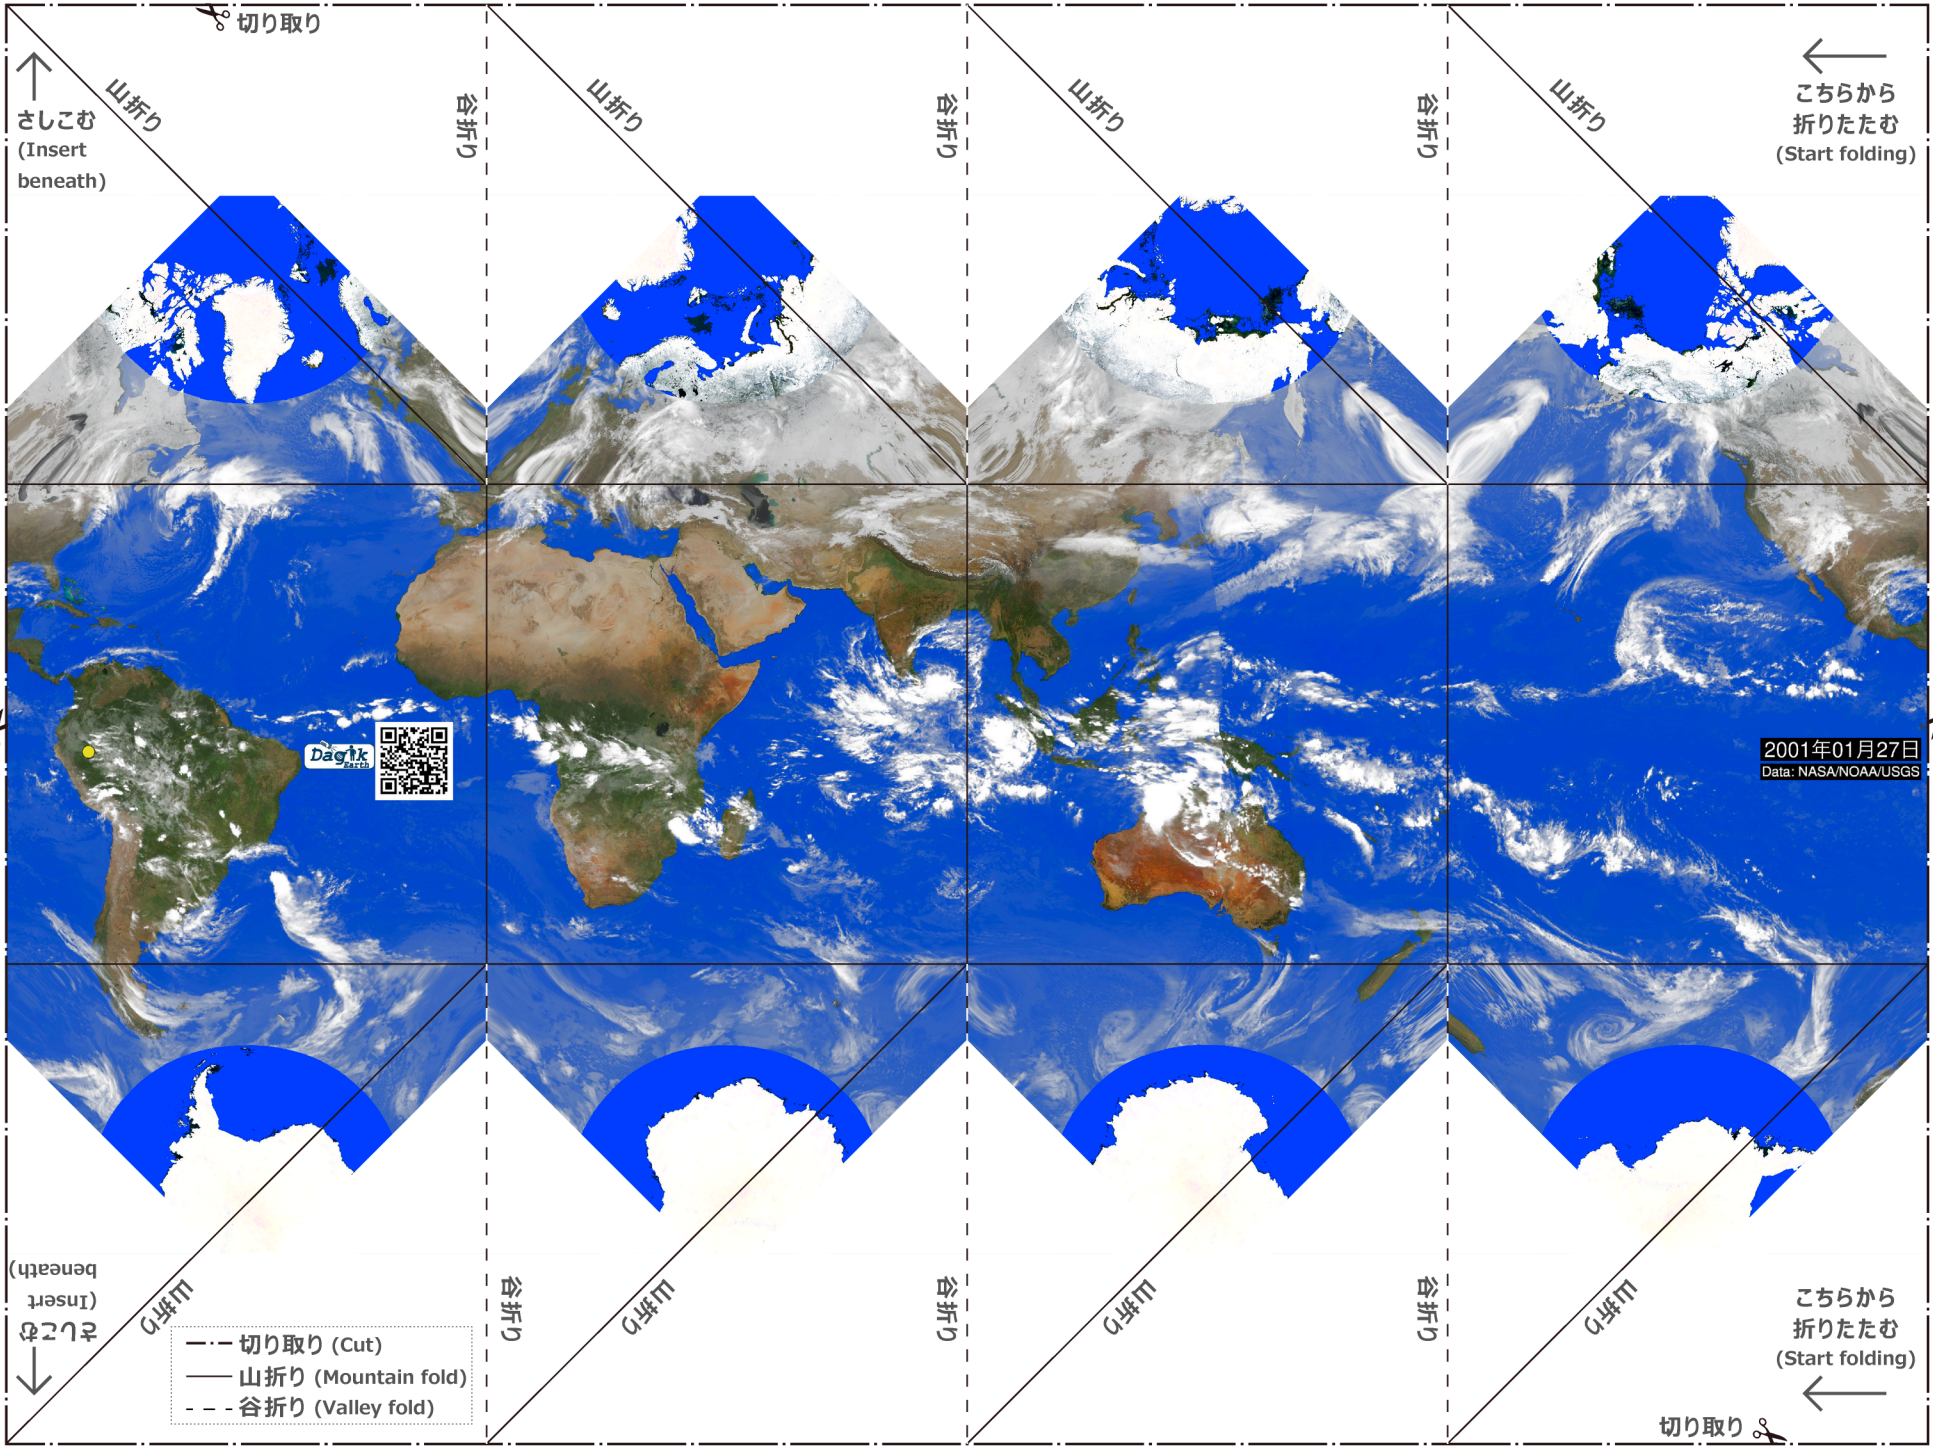 切り取り
さしこむ
(Insert
beneath)
山折り
谷折り
山折り
谷折り
山折り
谷折り
山折り
こちらから
折りたたむ
(Start folding)
Dagik
Earth
2001年01月27日
Data: NASA/NOAA/USGS
さしこむ
(Insert
beneath)
山折り
谷折り
山折り
谷折り
山折り
谷折り
山折り
こちらから
折りたたむ
(Start folding)
切り取り (Cut)
山折り (Mountain fold)
谷折り (Valley fold)
切り取り